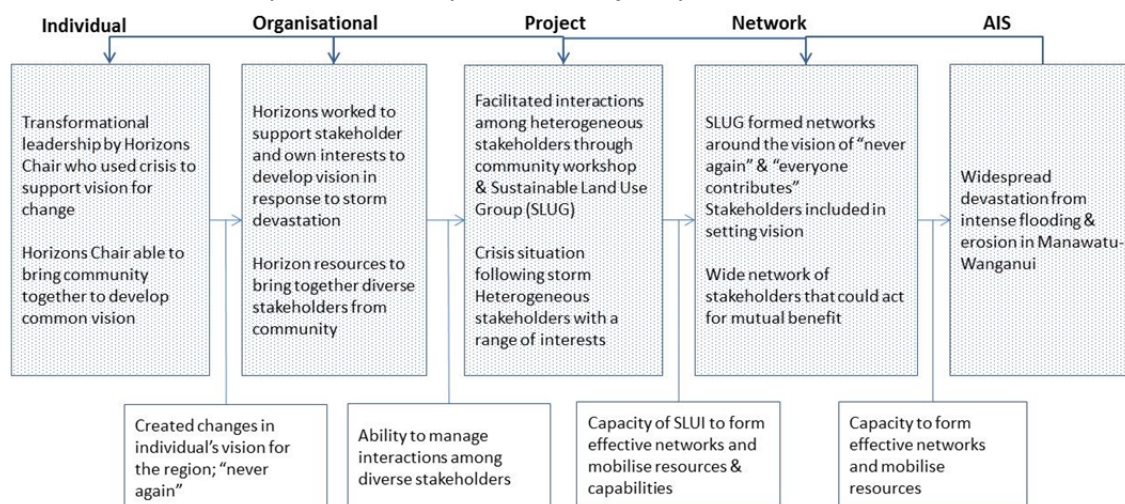 Individual
Organisational
Project
Network
AIS
Transformational
leadership by Horizons
Chair who used crisis to
support vision for
change
Horizons Chair able to
bring community
together to develop
common vision
Horizons worked to
support stakeholder
and own interests to
develop vision in
response to storm
devastation
Horizon resources to
bring together diverse
stakeholders from
community
Facilitated interactions
among heterogeneous
stakeholders through
community workshop
& Sustainable Land Use
Group (SLUG)
Crisis situation
following storm
Heterogeneous
stakeholders with a
range of interests
SLUG formed networks
around the vision of “never
again” & “everyone
contributes”
Stakeholders included in
setting vision
Wide network of
stakeholders that could act
for mutual benefit
Widespread
devastation from
intense flooding &
erosion in Manawatu-
Wanganui
Created changes in
individual’s vision for
the region; “never
again”
Ability to manage
interactions among
diverse stakeholders
Capacity of SLUI to form
effective networks and
mobilise resources &
capabilities
Capacity to form
effective networks
and mobilise
resources